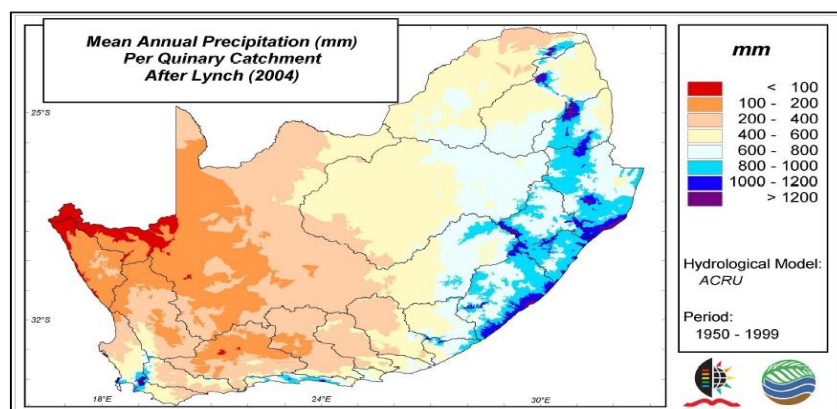 Mean Annual Precipitation (mm)
Per Quinary Catchment
After Lynch (2004)
25°S
32°S
18°E
24°E
30°E
mm
< 100
100 - 200
200 - 400
400 - 600
600 - 800
800 - 1000
1000 - 1200
> 1200
Hydrological Model:
ACRU
Period:
1950 - 1999